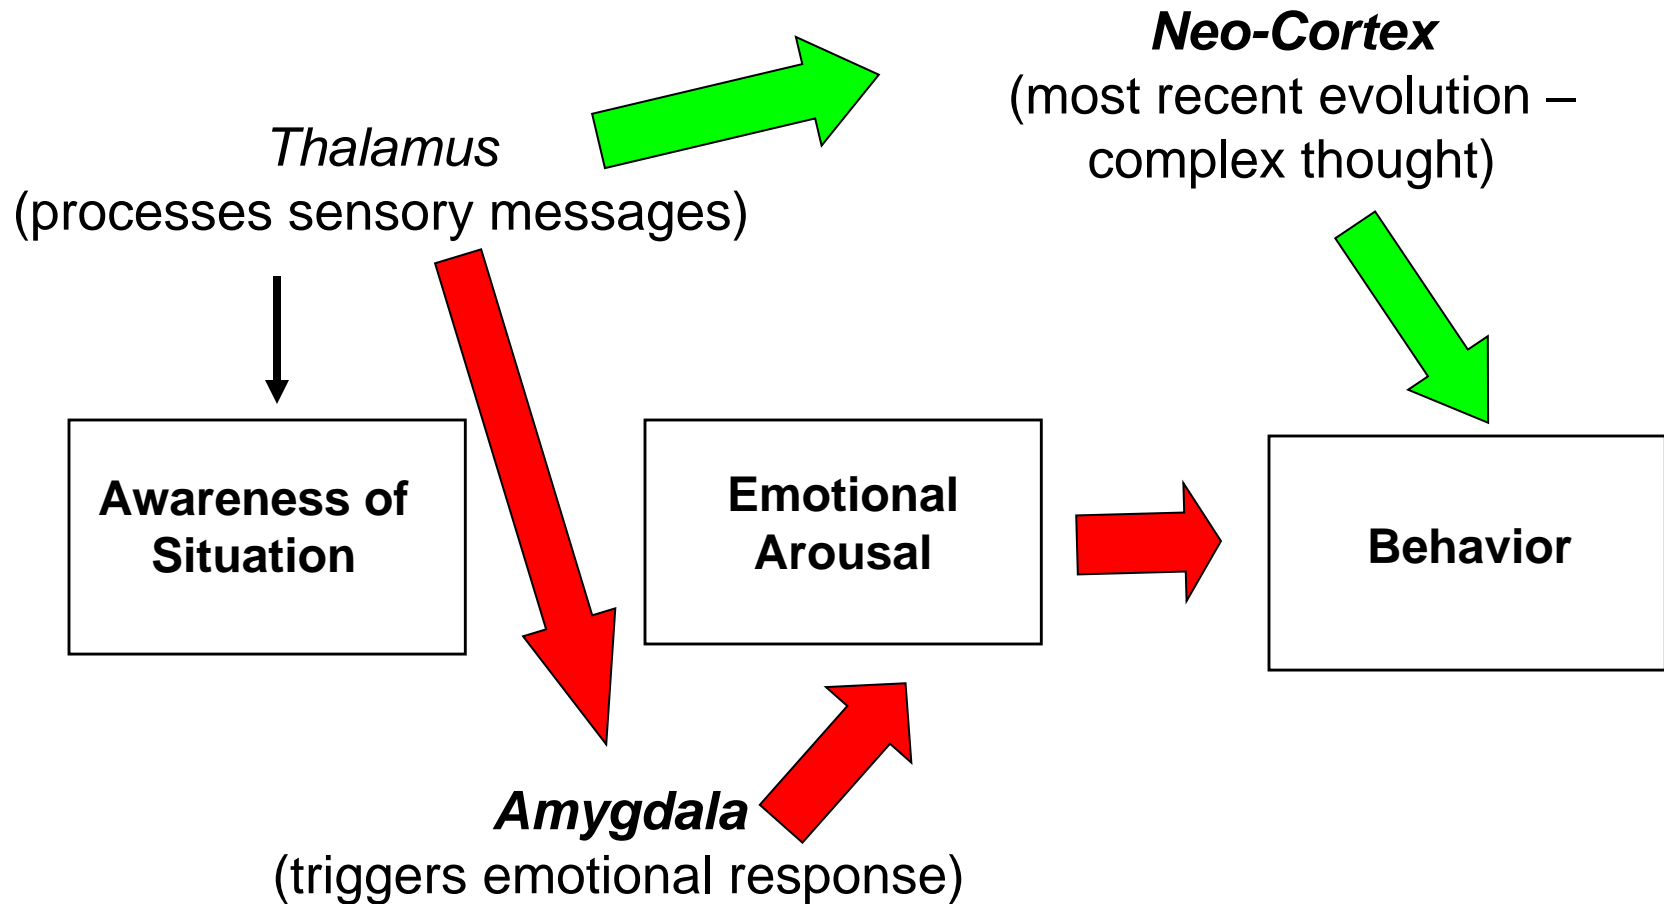 Neo-Cortex
(most recent evolution –
complex thought)
Thalamus
(processes sensory messages)
Awareness of
Situation
Emotional
Arousal
Behavior
Amygdala
(triggers emotional response)